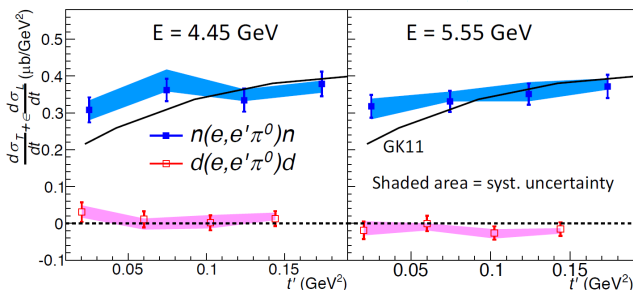 E = 4.45 GeV
E = 5.55 GeV
dσ_T/dt + ε dσ_L/dt (μb/GeV²)
0.5
0.4
0.3
0.2
0.1
0
-0.1
n(e,e'π⁰)n
d(e,e'π⁰)d
GK11
Shaded area = syst. uncertainty
0.05 0.1 0.15
0.05 0.1 0.15
t' (GeV²)
t' (GeV²)